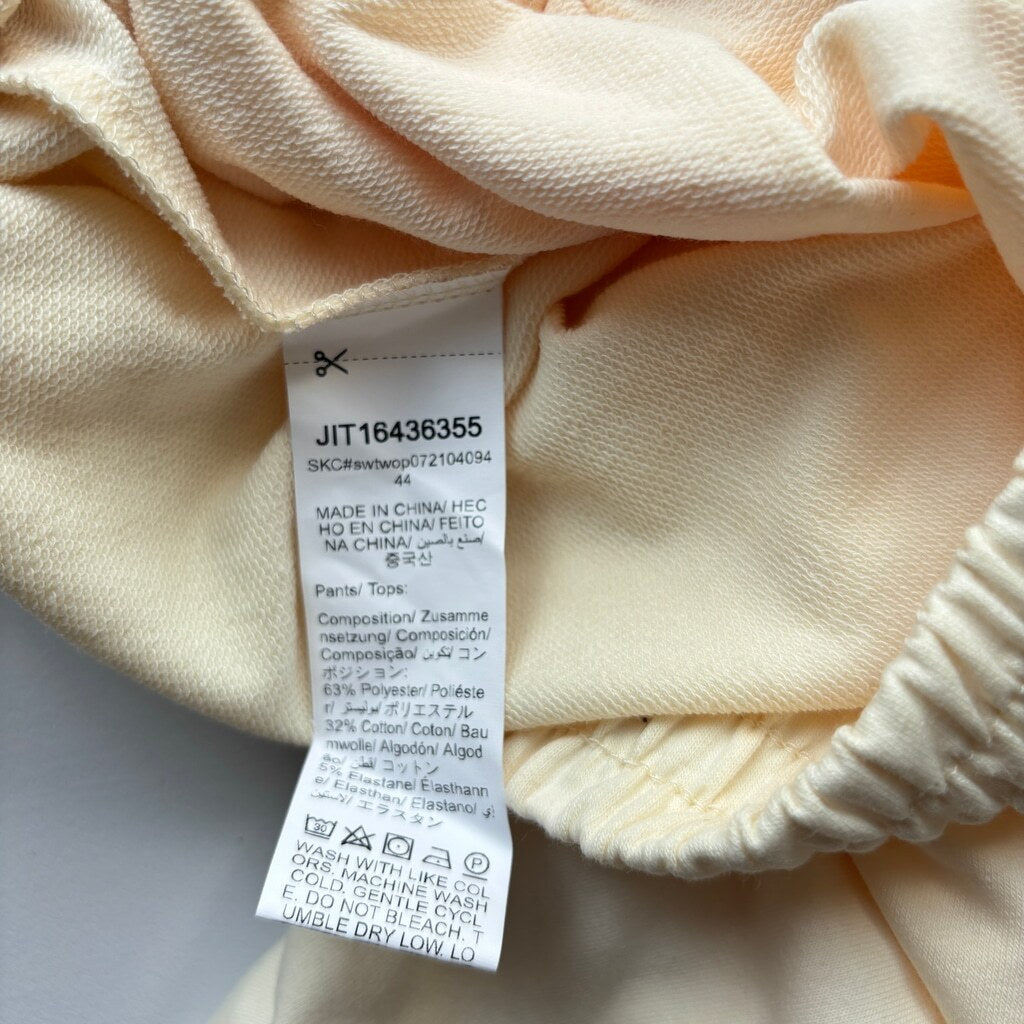 JIT16436355
SKC#swtwop072104094
44
MADE IN CHINA/ HEC
HO EN CHINA/ FEITO
NA CHINA/ صنع بالصين/
중국산
Pants/ Tops:
Composition/ Zusamme
nsetzung/ Composición/
Composição/ تكوين/ コン
ポジション:
63% Polyester/ Poliéste
r/ بوليستر/ ポリエステル
32% Cotton/ Coton/ Bau
mwolle/ Algodón/ Algod
ão/ قطن/ コットン
5% Elastane/ Élasthann
e/ Elasthan/ Elastano/
エラスタン
30 P
WASH WITH LIKE COL
ORS. MACHINE WASH
COLD. GENTLE CYCL
E. DO NOT BLEACH. T
UMBLE DRY LOW. LO